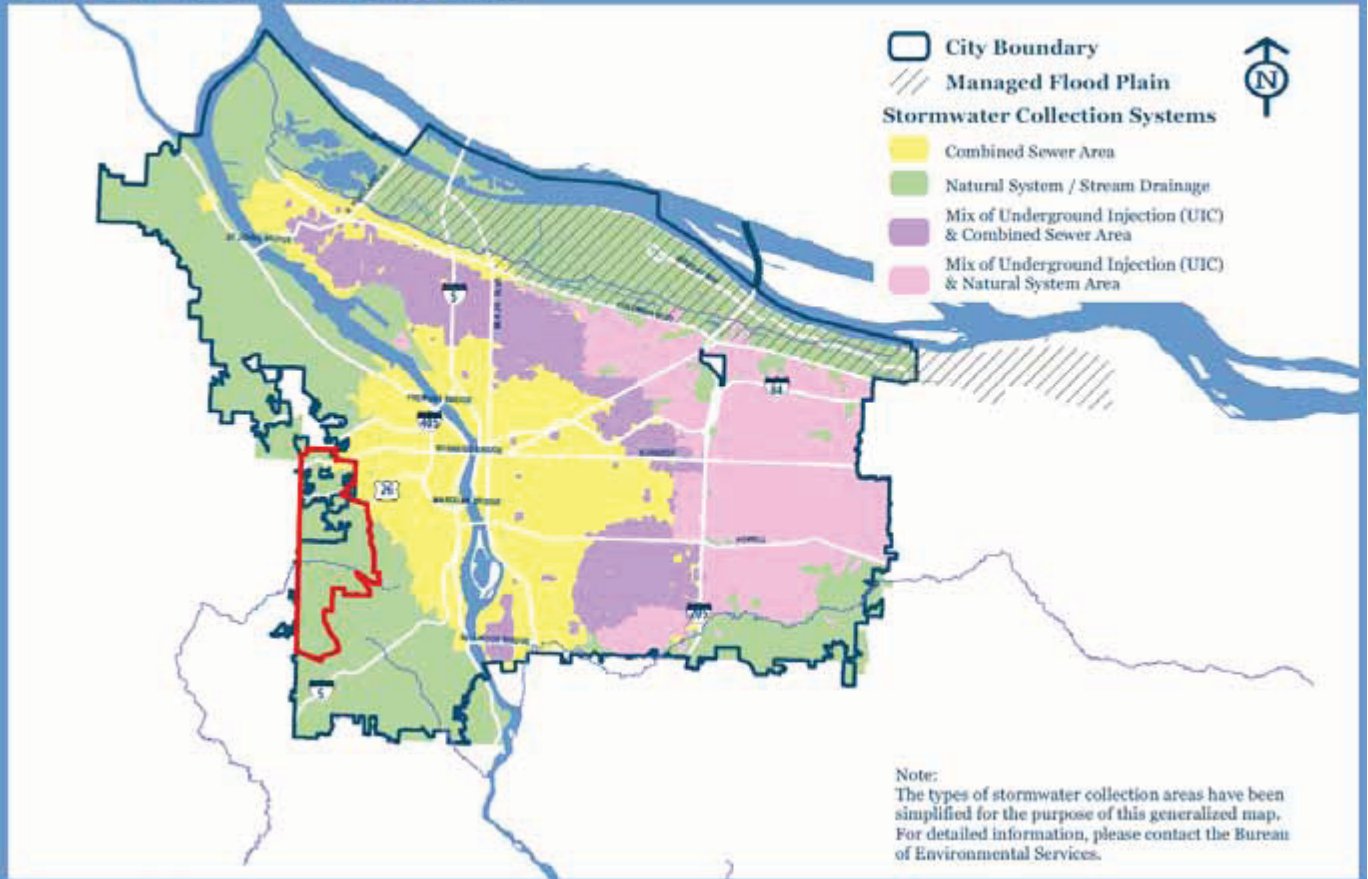 City Boundary
Managed Flood Plain
N
Stormwater Collection Systems
Combined Sewer Area
Natural System / Stream Drainage
Mix of Underground Injection (UIC)
& Combined Sewer Area
Mix of Underground Injection (UIC)
& Natural System Area
5
84
405
26
205
5
POWELL
Note:
The types of stormwater collection areas have been
simplified for the purpose of this generalized map.
For detailed information, please contact the Bureau
of Environmental Services.